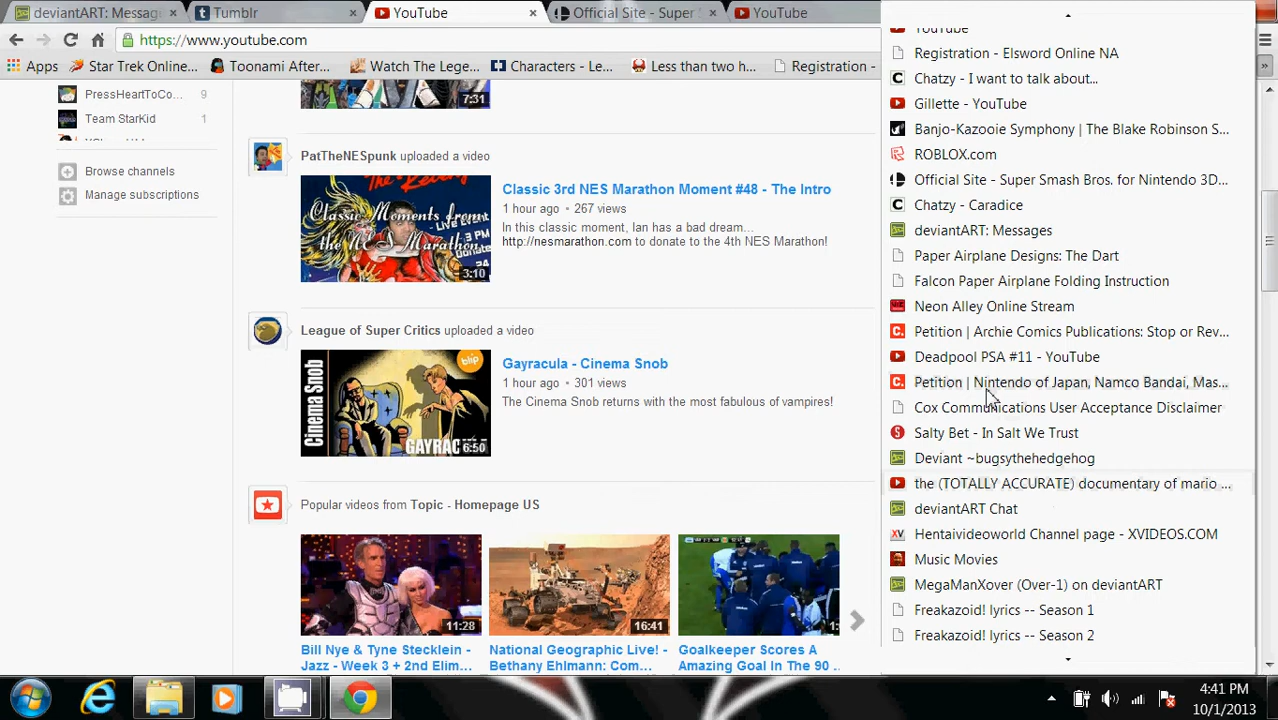 deviantART: Messag
Tumblr
YouTube
Official Site - Super S
YouTube
https://www.youtube.com
Apps
Star Trek Online...
Toonami After...
Watch The Lege...
Characters - Le...
Less than two h...
Registration -
PressHeartToCo... 9
Team StarKid 1
Browse channels
Manage subscriptions
7:31
PatTheNESpunk uploaded a video
Classic Moments from
the NES Marathon
3:10
Classic 3rd NES Marathon Moment #48 - The Intro
1 hour ago • 267 views
In this classic moment, Ian has a bad dream...
http://nesmarathon.com to donate to the 4th NES Marathon!
League of Super Critics uploaded a video
Cinema Snob
blip
GAYRACULA
6:50
Gayracula - Cinema Snob
1 hour ago • 301 views
The Cinema Snob returns with the most fabulous of vampires!
Popular videos from Topic - Homepage US
11:28
16:41
Bill Nye & Tyne Stecklein -
Jazz - Week 3 + 2nd Elim...
National Geographic Live! -
Bethany Ehlmann: Com...
Goalkeeper Scores A
Amazing Goal In The 90 ...
YouTube
Registration - Elsword Online NA
Chatzy - I want to talk about...
Gillette - YouTube
Banjo-Kazooie Symphony | The Blake Robinson S...
ROBLOX.com
Official Site - Super Smash Bros. for Nintendo 3D...
Chatzy - Caradice
deviantART: Messages
Paper Airplane Designs: The Dart
Falcon Paper Airplane Folding Instruction
Neon Alley Online Stream
Petition | Archie Comics Publications: Stop or Rev...
Deadpool PSA #11 - YouTube
Petition | Nintendo of Japan, Namco Bandai, Mas...
Cox Communications User Acceptance Disclaimer
Salty Bet - In Salt We Trust
Deviant ~bugsythehedgehog
the (TOTALLY ACCURATE) documentary of mario ...
deviantART Chat
Hentaivideoworld Channel page - XVIDEOS.COM
Music Movies
MegaManXover (Over-1) on deviantART
Freakazoid! lyrics -- Season 1
Freakazoid! lyrics -- Season 2
4:41 PM
10/1/2013